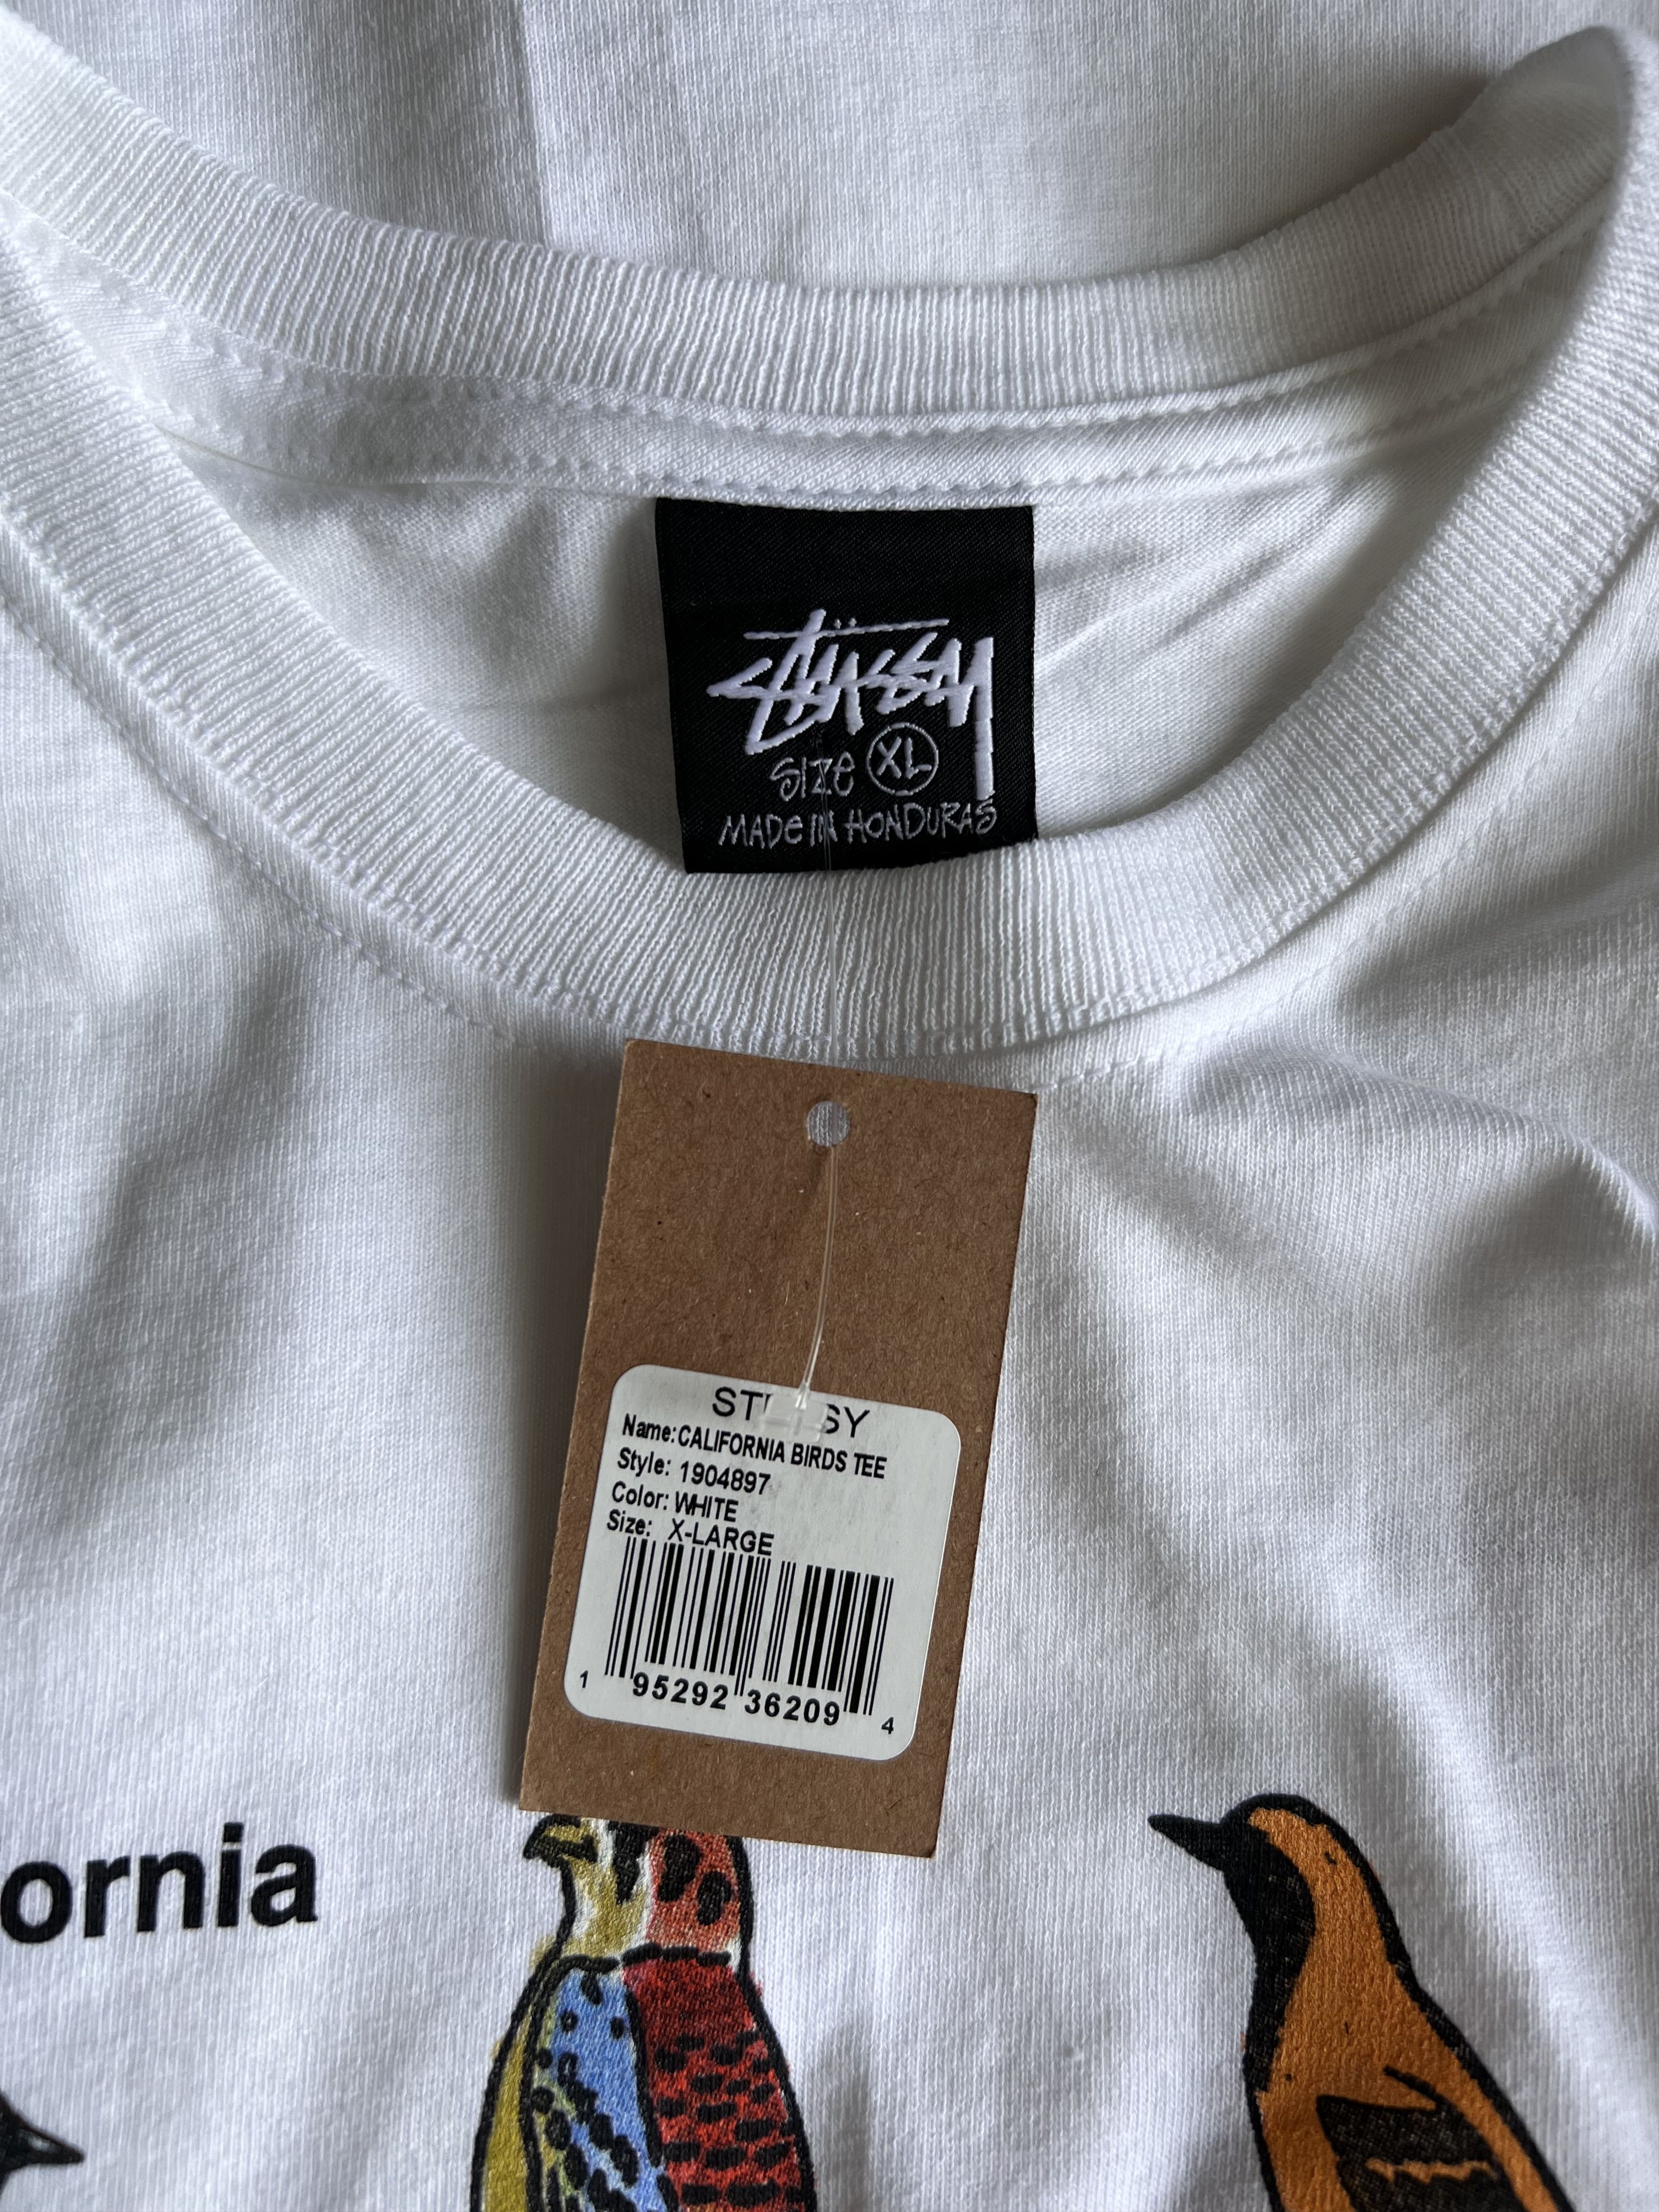 STÜSSY
SIZE XL
MADE IN HONDURAS
Name: CALIFORNIA BIRDS TEE
Style: 1904897
Color: WHITE
Size: X-LARGE
1 95292 36209 4
ornia